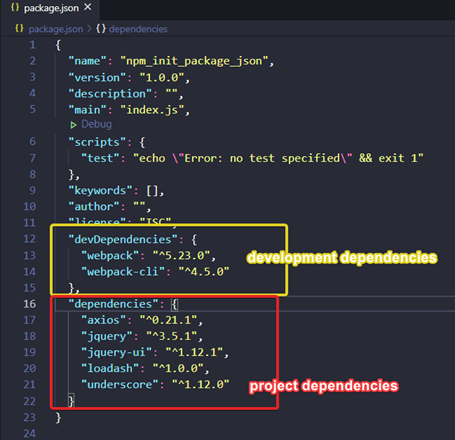 package.json X
package.json > {} dependencies
1 {
2 "name": "npm_init_package_json",
3 "version": "1.0.0",
4 "description": "",
5 "main": "index.js",
Debug
6 "scripts": {
7 "test": "echo \"Error: no test specified\" && exit 1"
8 },
9 "keywords": [],
10 "author": "",
11 "license": "ISC",
12 "devDependencies": {
13 "webpack": "^5.23.0",
development dependencies
14 "webpack-cli": "^4.5.0"
15 },
16 "dependencies": {
17 "axios": "^0.21.1",
18 "jquery": "^3.5.1",
19 "jquery-ui": "^1.12.1",
20 "loadash": "^1.0.0",
21 "underscore": "^1.12.0"
project dependencies
22 }
23 }
24